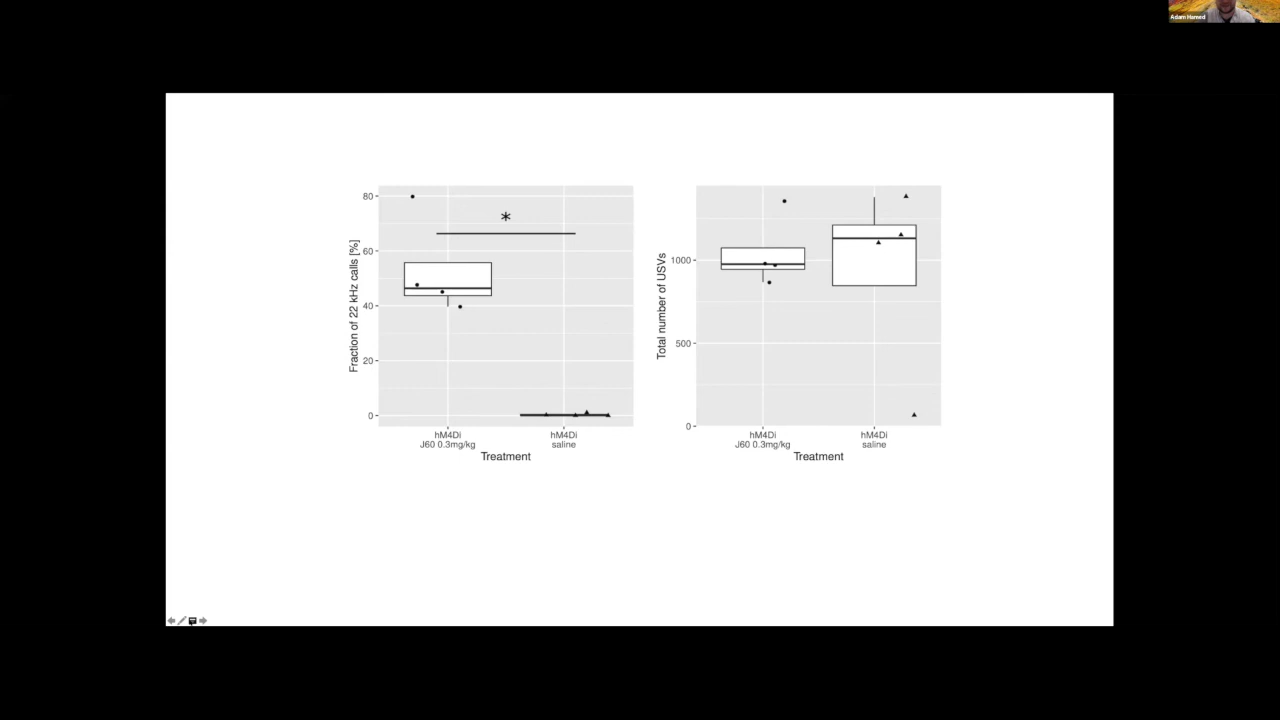 Adam Hamed
Fraction of 22 kHz calls [%]
80
60
40
20
0
*
hM4Di
J60 0.3mg/kg
hM4Di
saline
Treatment
Total number of USVs
1000
500
0
hM4Di
J60 0.3mg/kg
hM4Di
saline
Treatment